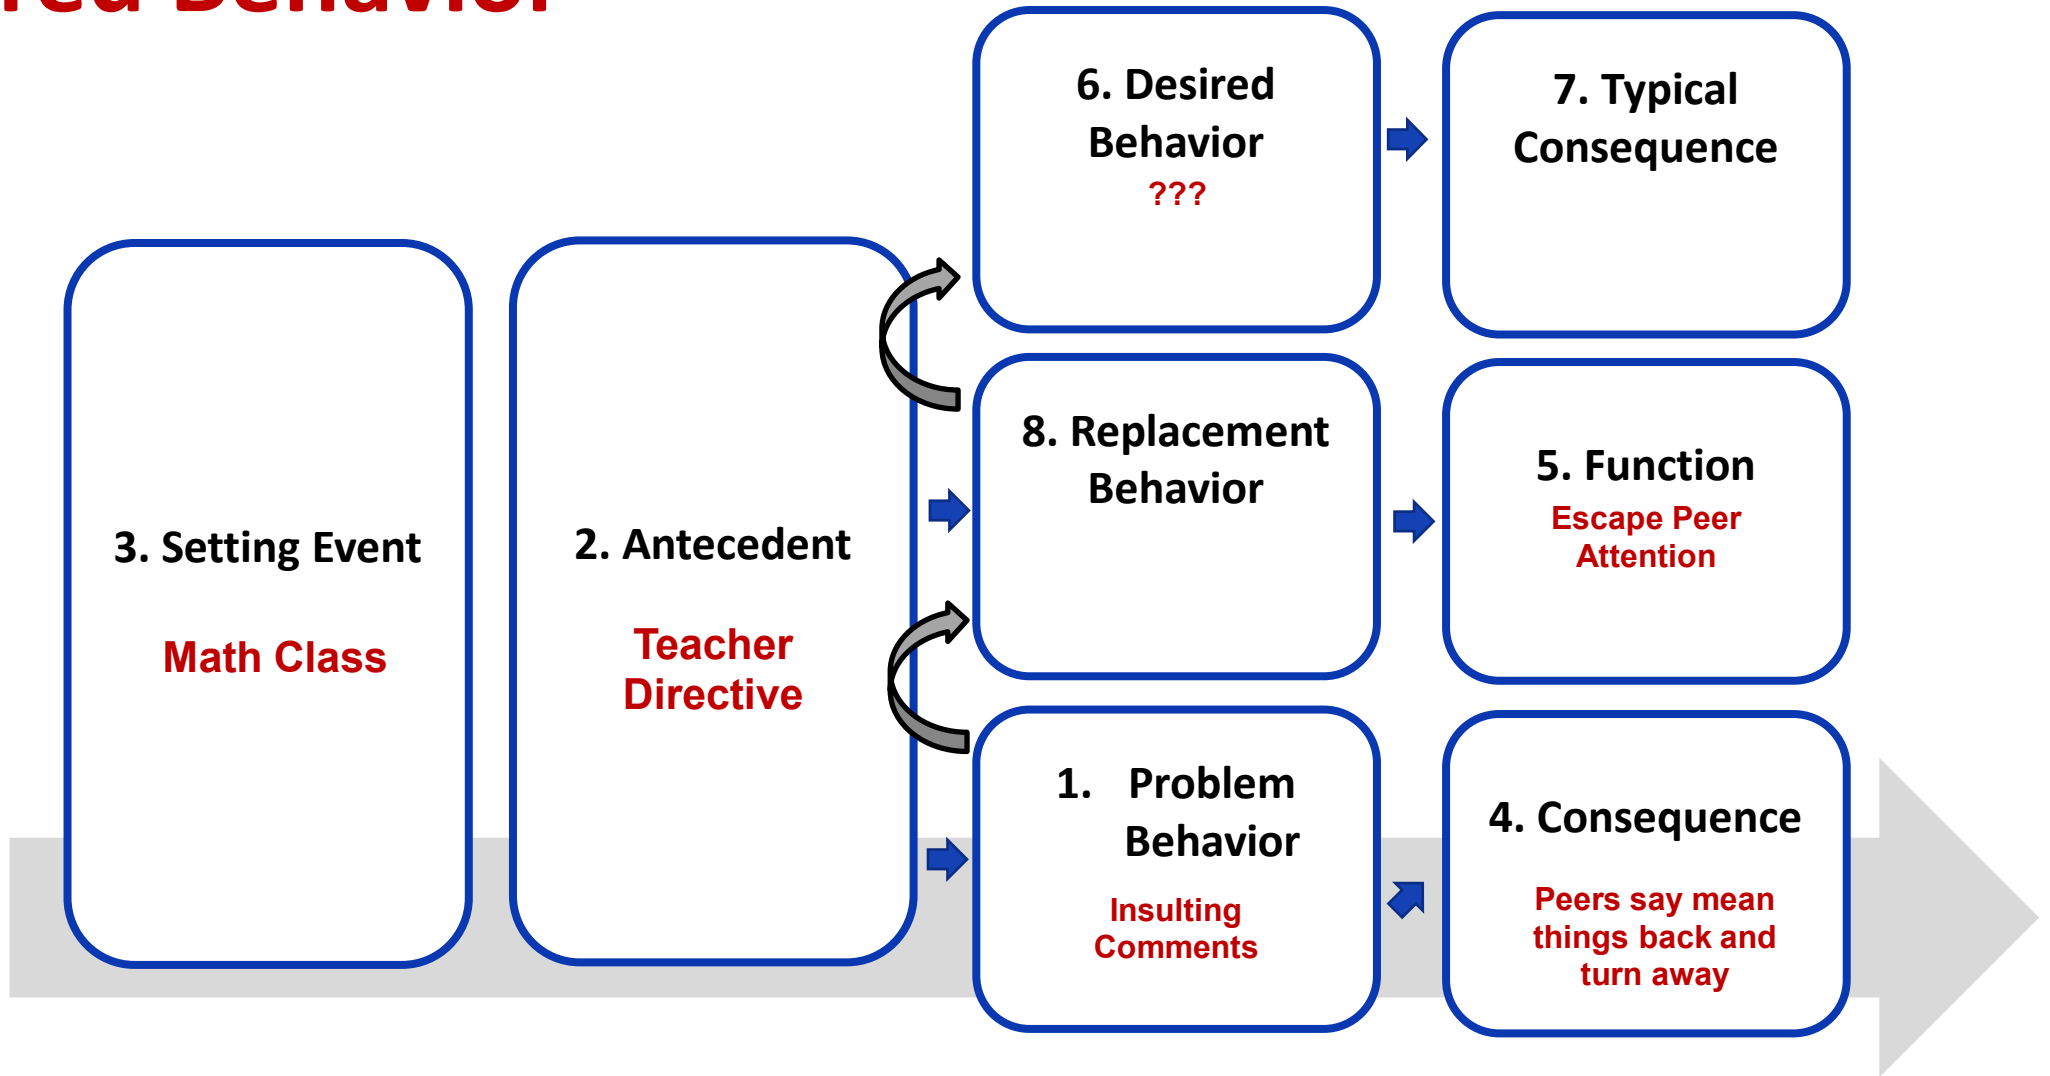 Behavior
6. Desired
Behavior
???
7. Typical
Consequence
3. Setting Event
Math Class
2. Antecedent
Teacher
Directive
8. Replacement
Behavior
5. Function
Escape Peer
Attention
1. Problem
Behavior
Insulting
Comments
4. Consequence
Peers say mean
things back and
turn away